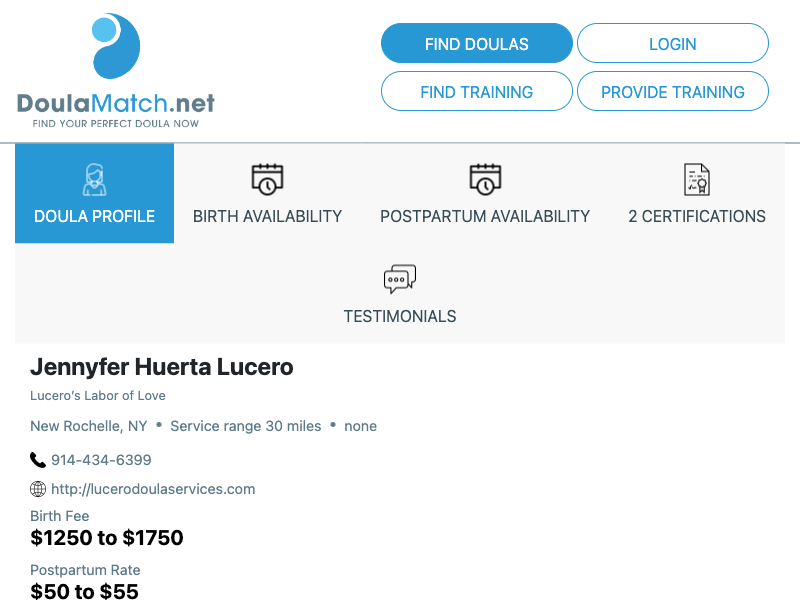 DoulaMatch.net
FIND YOUR PERFECT DOULA NOW
FIND DOULAS
LOGIN
FIND TRAINING
PROVIDE TRAINING
DOULA PROFILE
BIRTH AVAILABILITY
POSTPARTUM AVAILABILITY
2 CERTIFICATIONS
TESTIMONIALS
Jennyfer Huerta Lucero
Lucero's Labor of Love
New Rochelle, NY • Service range 30 miles • none
914-434-6399
http://lucerodoulaservices.com
Birth Fee
$1250 to $1750
Postpartum Rate
$50 to $55